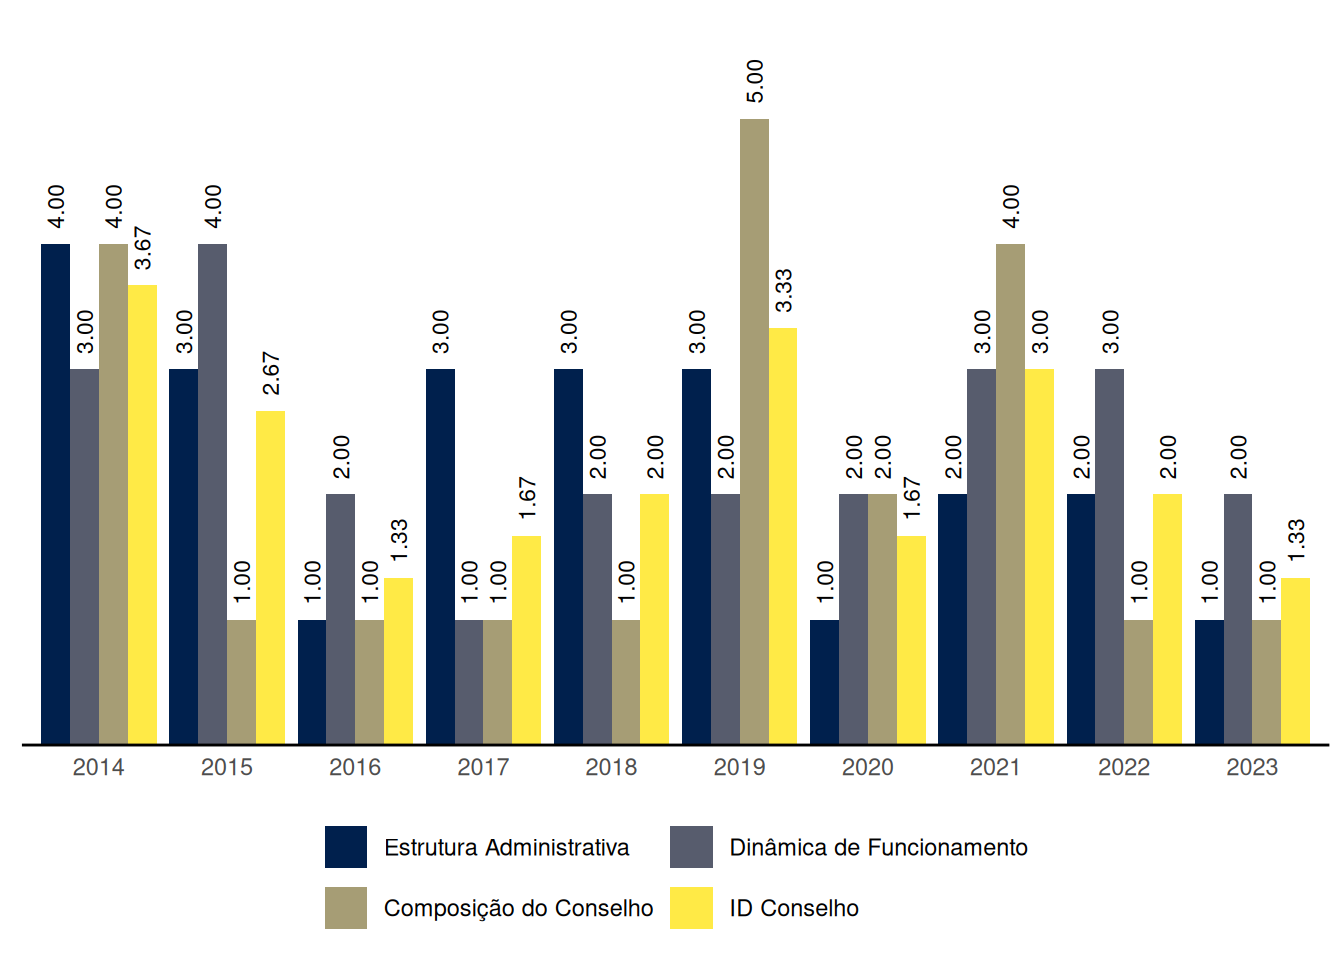 4.00 3.00 4.00 3.67 3.00 4.00 1.00 2.67 1.00 2.00 1.00 1.33 3.00 1.00 1.00 1.67 3.00 2.00 1.00 2.00 3.00 2.00 5.00 3.33 1.00 2.00 2.00 1.67 2.00 3.00 4.00 3.00 2.00 3.00 1.00 2.00 1.00 2.00 1.00 1.33
2014 2015 2016 2017 2018 2019 2020 2021 2022 2023
Estrutura Administrativa Dinâmica de Funcionamento
Composição do Conselho ID Conselho